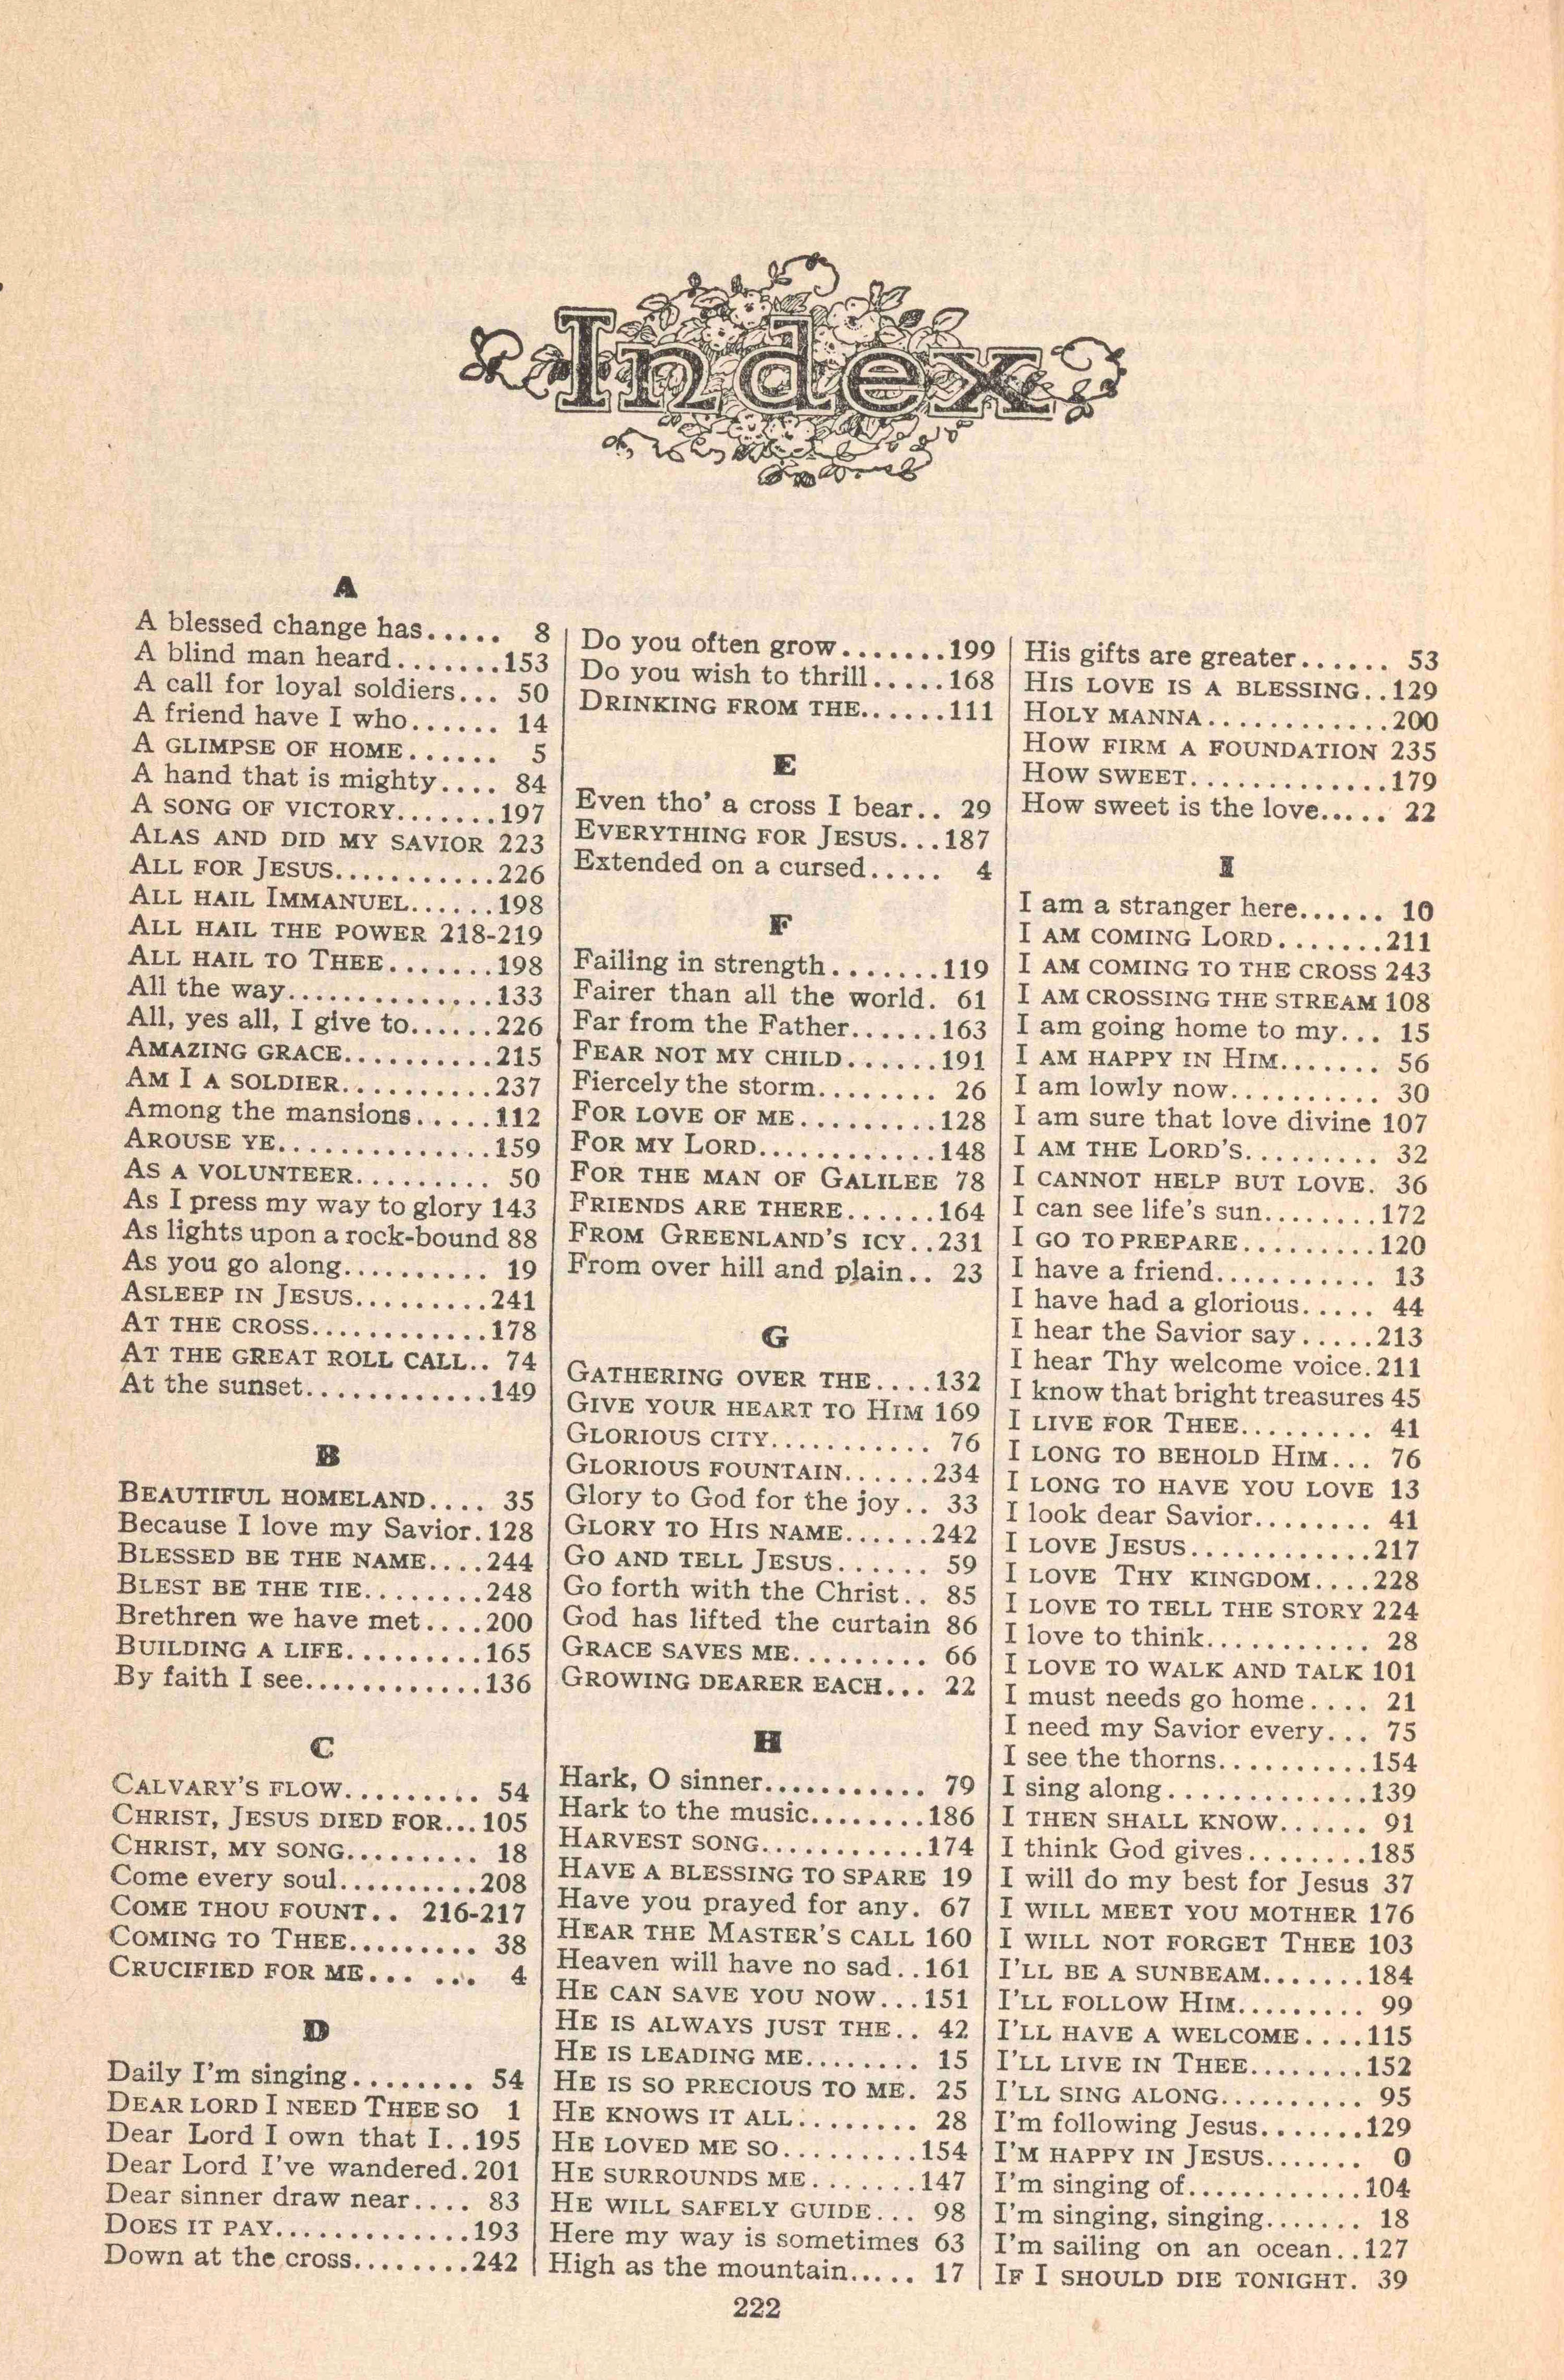 Index
A
A blessed change has..... 8
A blind man heard.......153
A call for loyal soldiers... 50
A friend have I who...... 14
A GLIMPSE OF HOME...... 5
A hand that is mighty.... 84
A SONG OF VICTORY.......197
ALAS AND DID MY SAVIOR 223
ALL FOR JESUS...........226
ALL HAIL IMMANUEL......198
ALL HAIL THE POWER 218-219
ALL HAIL TO THEE.......198
All the way..............133
All, yes all, I give to......226
AMAZING GRACE..........215
AM I A SOLDIER..........237
Among the mansions.....112
AROUSE YE...............159
AS A VOLUNTEER......... 50
As I press my way to glory 143
As lights upon a rock-bound 88
As you go along.......... 19
ASLEEP IN JESUS.........241
AT THE CROSS............178
AT THE GREAT ROLL CALL.. 74
At the sunset............149
B
BEAUTIFUL HOMELAND.... 35
Because I love my Savior.128
BLESSED BE THE NAME....244
BLEST BE THE TIE........248
Brethren we have met....200
BUILDING A LIFE.........165
By faith I see............136
C
CALVARY'S FLOW.......... 54
CHRIST, JESUS DIED FOR...105
CHRIST, MY SONG......... 18
Come every soul..........208
COME THOU FOUNT.. 216-217
COMING TO THEE......... 38
CRUCIFIED FOR ME... ... 4
D
Daily I'm singing........ 54
DEAR LORD I NEED THEE SO 1
Dear Lord I own that I..195
Dear Lord I've wandered.201
Dear sinner draw near.... 83
DOES IT PAY..............193
Down at the cross........242
Do you often grow.......199
Do you wish to thrill.....168
DRINKING FROM THE......111
E
Even tho' a cross I bear.. 29
EVERYTHING FOR JESUS...187
Extended on a cursed..... 4
F
Failing in strength.......119
Fairer than all the world. 61
Far from the Father......163
FEAR NOT MY CHILD......191
Fiercely the storm........ 26
FOR LOVE OF ME..........128
FOR MY LORD.............148
FOR THE MAN OF GALILEE 78
FRIENDS ARE THERE......164
FROM GREENLAND'S ICY..231
From over hill and plain.. 23
G
GATHERING OVER THE....132
GIVE YOUR HEART TO HIM 169
GLORIOUS CITY........... 76
GLORIOUS FOUNTAIN......234
Glory to God for the joy.. 33
GLORY TO HIS NAME......242
GO AND TELL JESUS...... 59
Go forth with the Christ.. 85
God has lifted the curtain 86
GRACE SAVES ME......... 66
GROWING DEARER EACH... 22
H
Hark, O sinner........... 79
Hark to the music........186
HARVEST SONG...........174
HAVE A BLESSING TO SPARE 19
Have you prayed for any. 67
HEAR THE MASTER'S CALL 160
Heaven will have no sad..161
HE CAN SAVE YOU NOW...151
HE IS ALWAYS JUST THE.. 42
HE IS LEADING ME........ 15
HE IS SO PRECIOUS TO ME. 25
HE KNOWS IT ALL........ 28
HE LOVED ME SO.........154
HE SURROUNDS ME.......147
HE WILL SAFELY GUIDE... 98
Here my way is sometimes 63
High as the mountain..... 17
His gifts are greater...... 53
HIS LOVE IS A BLESSING..129
HOLY MANNA............200
HOW FIRM A FOUNDATION 235
HOW SWEET..............179
How sweet is the love..... 22
I
I am a stranger here...... 10
I AM COMING LORD.......211
I AM COMING TO THE CROSS 243
I AM CROSSING THE STREAM 108
I am going home to my... 15
I AM HAPPY IN HIM....... 56
I am lowly now.......... 30
I am sure that love divine 107
I AM THE LORD'S......... 32
I CANNOT HELP BUT LOVE. 36
I can see life's sun........172
I GO TO PREPARE.........120
I have a friend........... 13
I have had a glorious..... 44
I hear the Savior say.....213
I hear Thy welcome voice.211
I know that bright treasures 45
I LIVE FOR THEE......... 41
I LONG TO BEHOLD HIM... 76
I LONG TO HAVE YOU LOVE 13
I look dear Savior........ 41
I LOVE JESUS.............217
I LOVE THY KINGDOM....228
I LOVE TO TELL THE STORY 224
I love to think........... 28
I LOVE TO WALK AND TALK 101
I must needs go home.... 21
I need my Savior every... 75
I see the thorns...........154
I sing along..............139
I THEN SHALL KNOW...... 91
I think God gives........185
I will do my best for Jesus 37
I WILL MEET YOU MOTHER 176
I WILL NOT FORGET THEE 103
I'LL BE A SUNBEAM.......184
I'LL FOLLOW HIM......... 99
I'LL HAVE A WELCOME....115
I'LL LIVE IN THEE........152
I'LL SING ALONG.......... 95
I'm following Jesus.......129
I'M HAPPY IN JESUS....... 0
I'm singing of............104
I'm singing, singing....... 18
I'm sailing on an ocean..127
IF I SHOULD DIE TONIGHT. 39
222